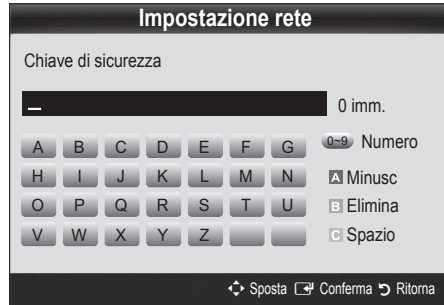 Impostazione rete
Chiave di sicurezza
_ 0 imm.
A B C D E F G 0~9 Numero
H I J K L M N A Minusc
O P Q R S T U B Elimina
V W X Y Z C Spazio
Sposta Conferma Ritorna